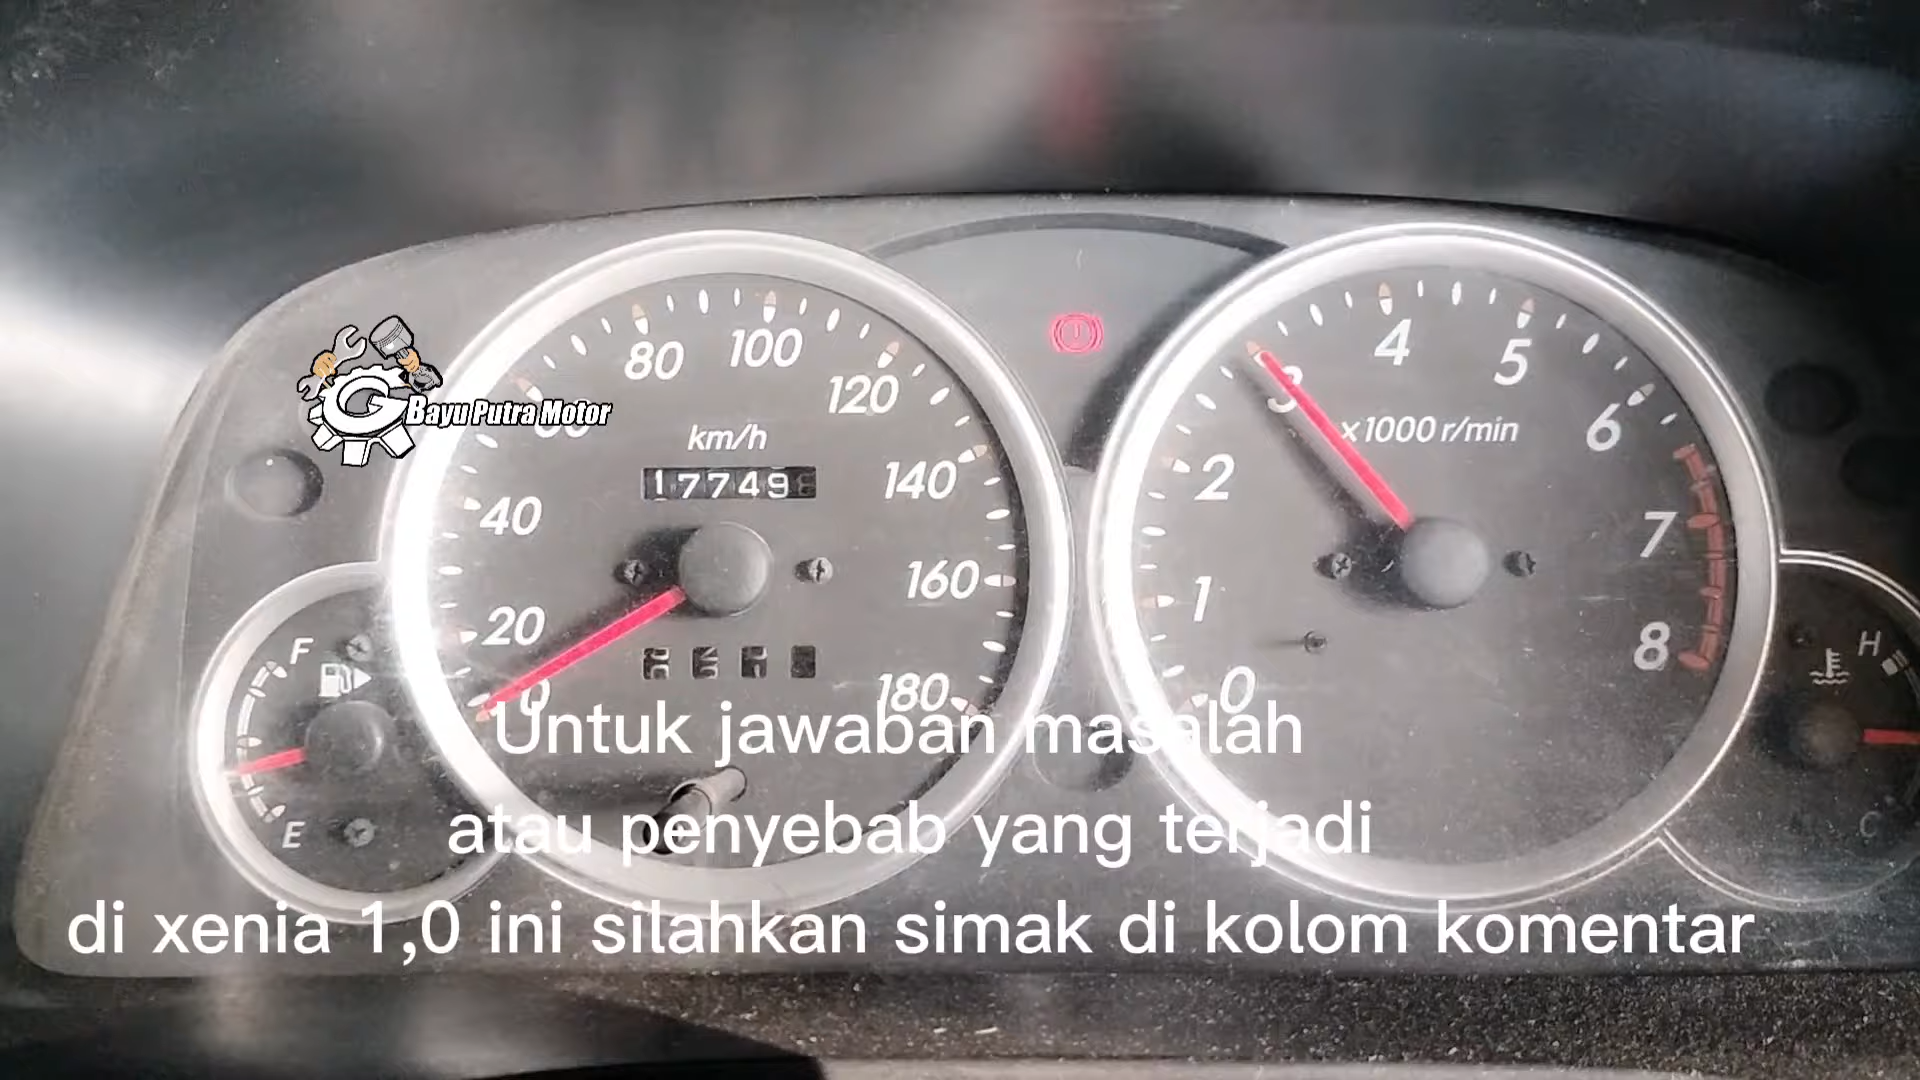 80
100
120
km/h
140
17749
40
160
20
180
0
F
E
Bayu Putra Motor
3
4
5
6
x1000 r/min
2
7
1
8
0
H
C
Untuk jawaban masalah
atau penyebab yang terjadi
di xenia 1,0 ini silahkan simak di kolom komentar